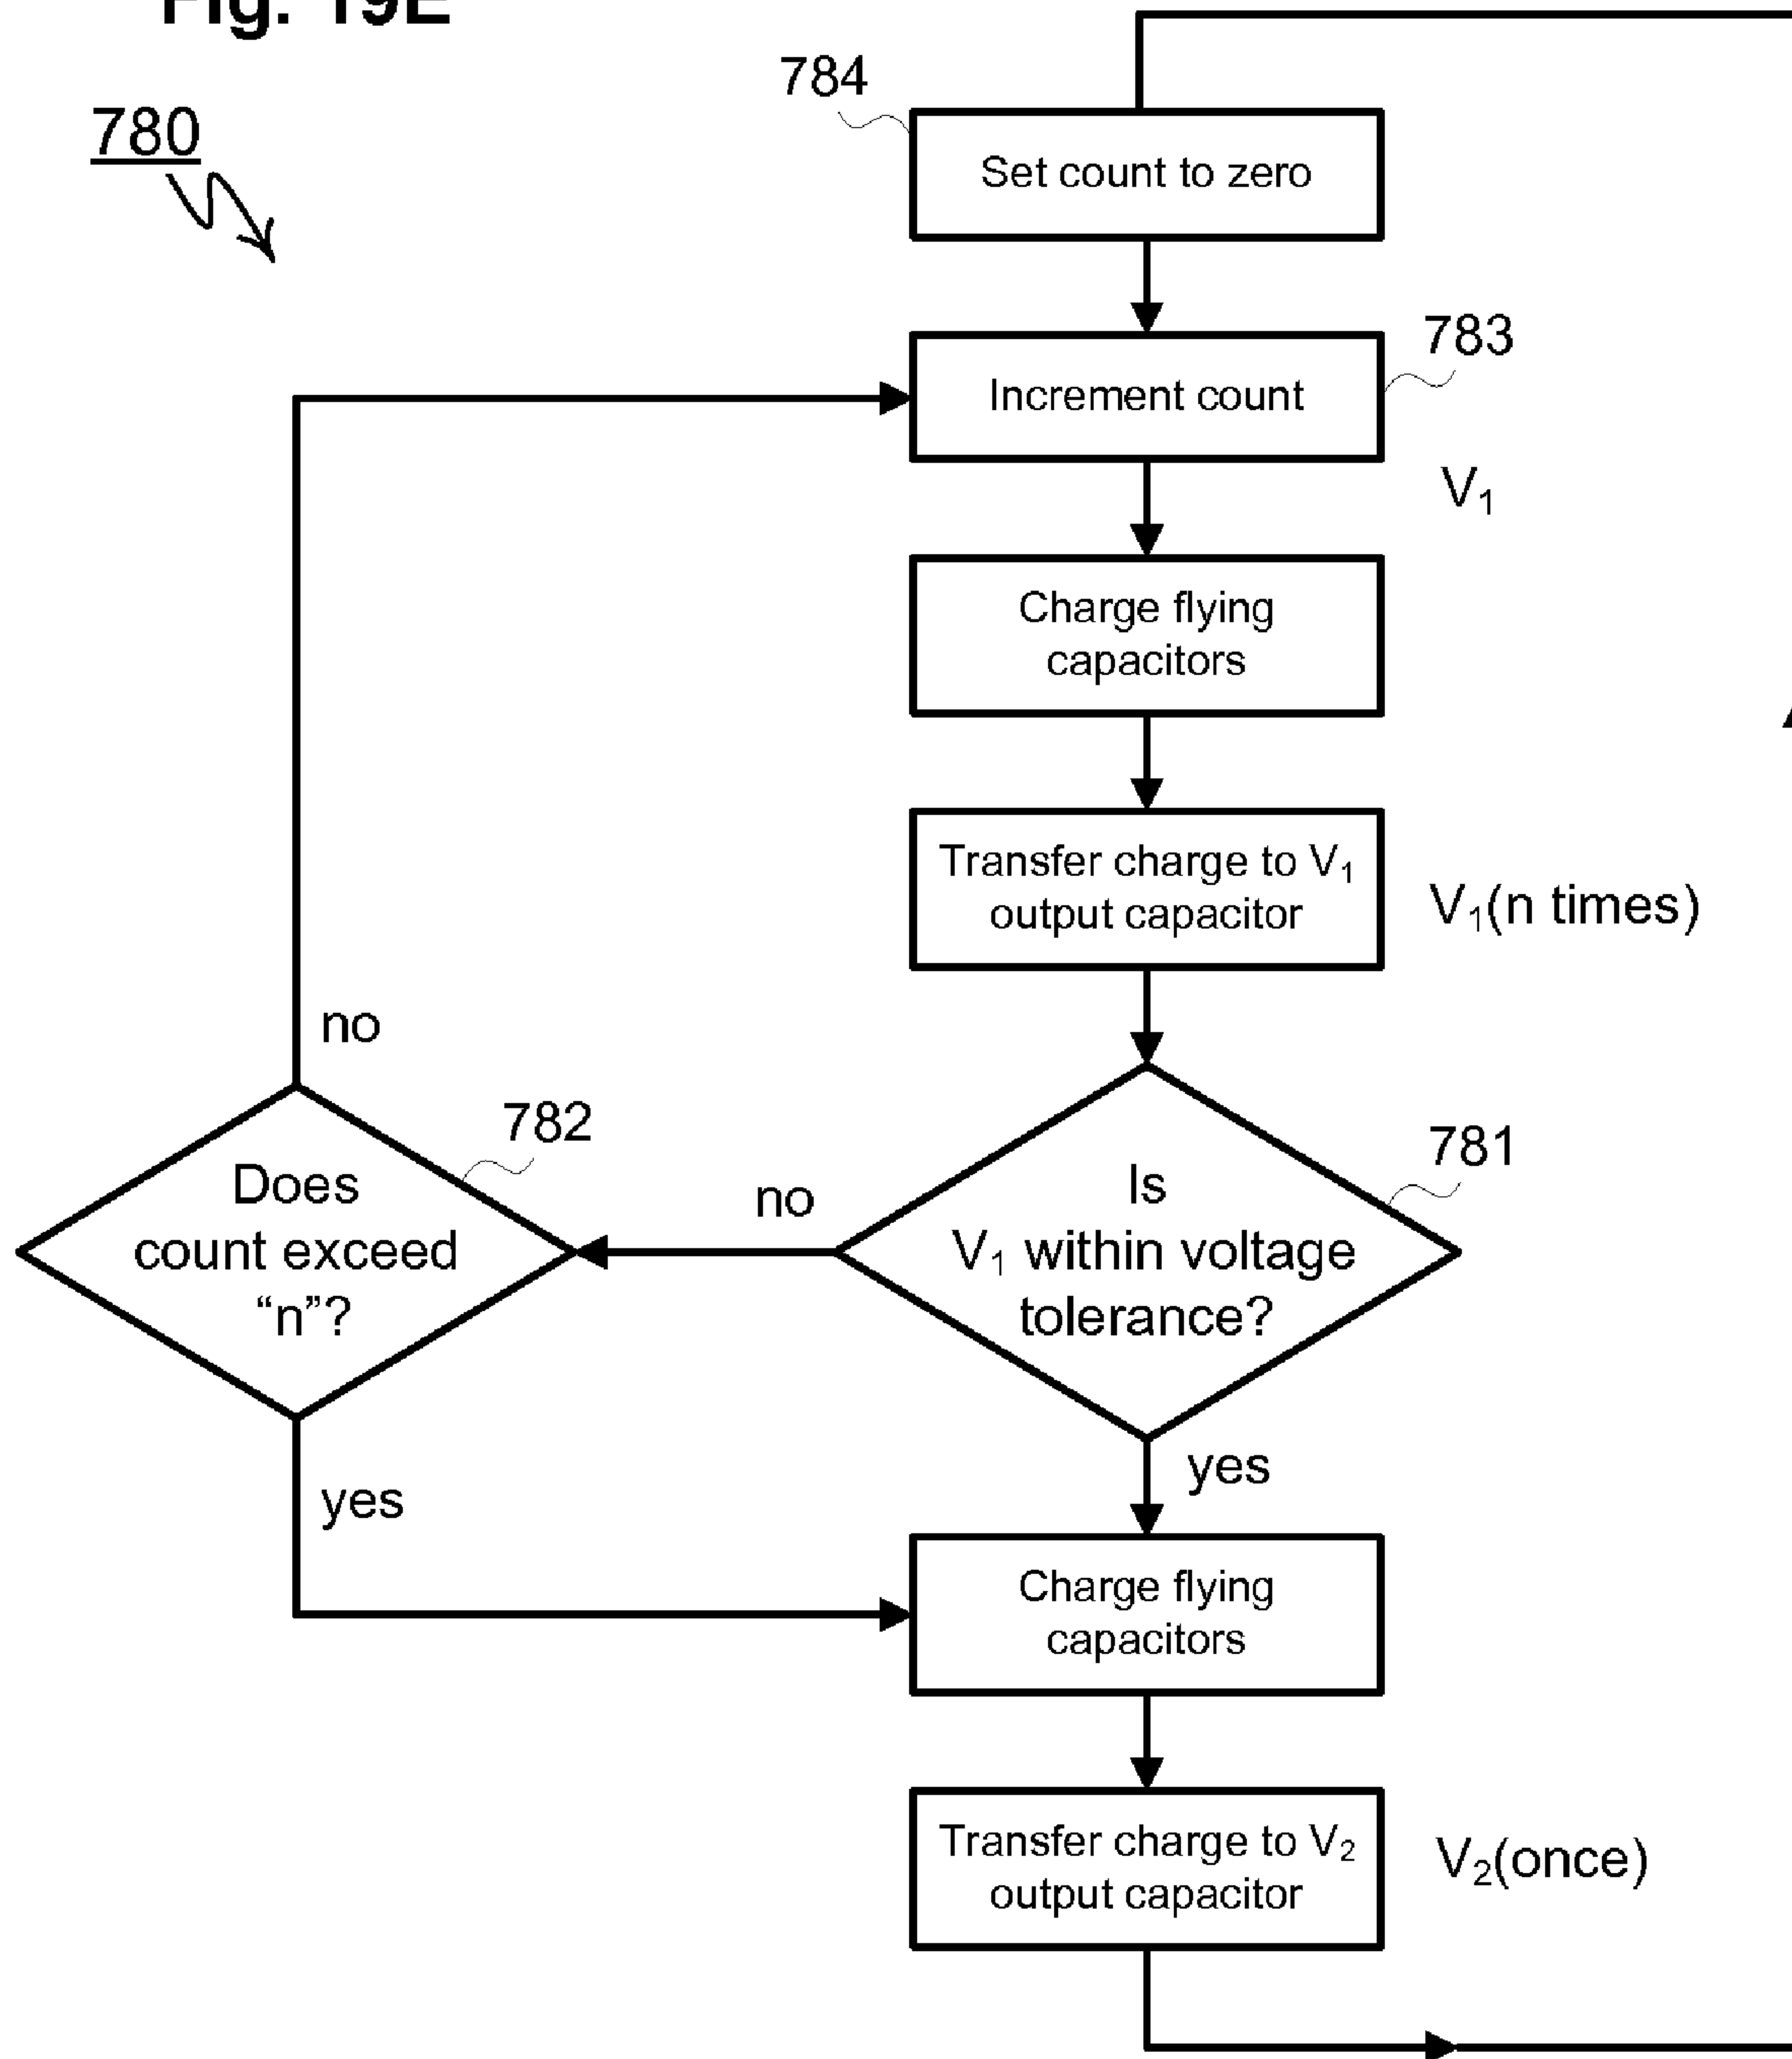 Fig. 19E
780
784
Set count to zero
783
Increment count
V₁
Charge flying
capacitors
Transfer charge to V₁
output capacitor
V₁(n times)
no
782
Does
count exceed
“n”?
no
781
Is
V₁ within voltage
tolerance?
yes
yes
Charge flying
capacitors
Transfer charge to V₂
output capacitor
V₂(once)